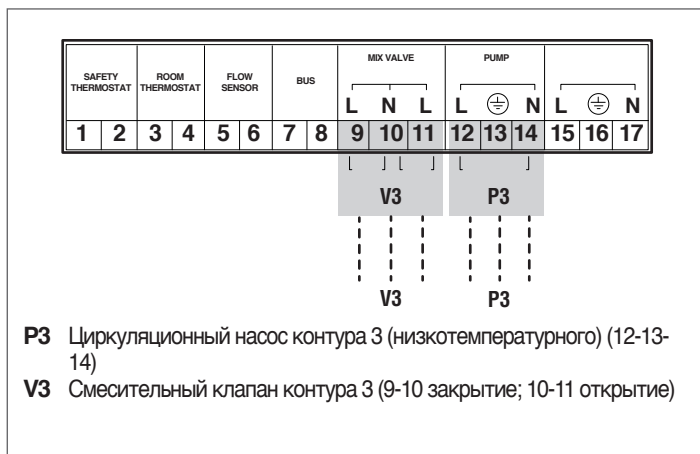 MIX VALVE PUMP
SAFETY THERMOSTAT ROOM THERMOSTAT FLOW SENSOR BUS
L N L L N L N
1 2 3 4 5 6 7 8 9 10 11 12 13 14 15 16 17
V3 P3
V3 P3
P3 Циркуляционный насос контура 3 (низкотемпературного) (12-13-
14)
V3 Смесительный клапан контура 3 (9-10 закрытие; 10-11 открытие)